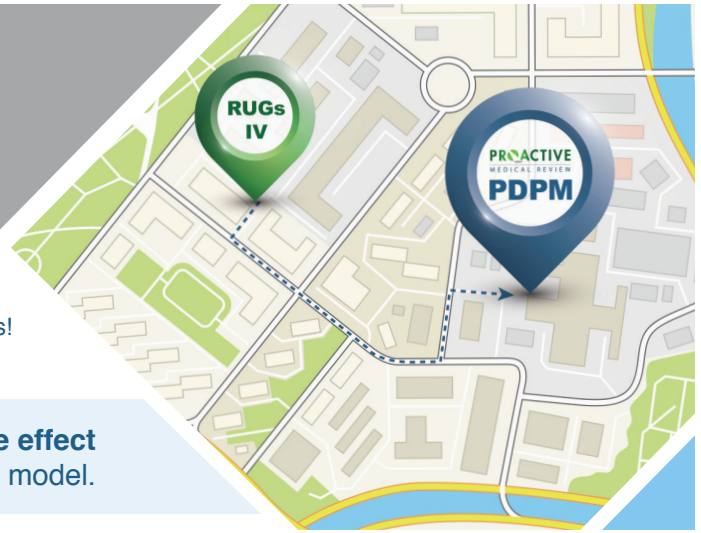 RUGs
IV
PROACTIVE
MEDICAL REVIEW
PDPM
s!
e effect
model.